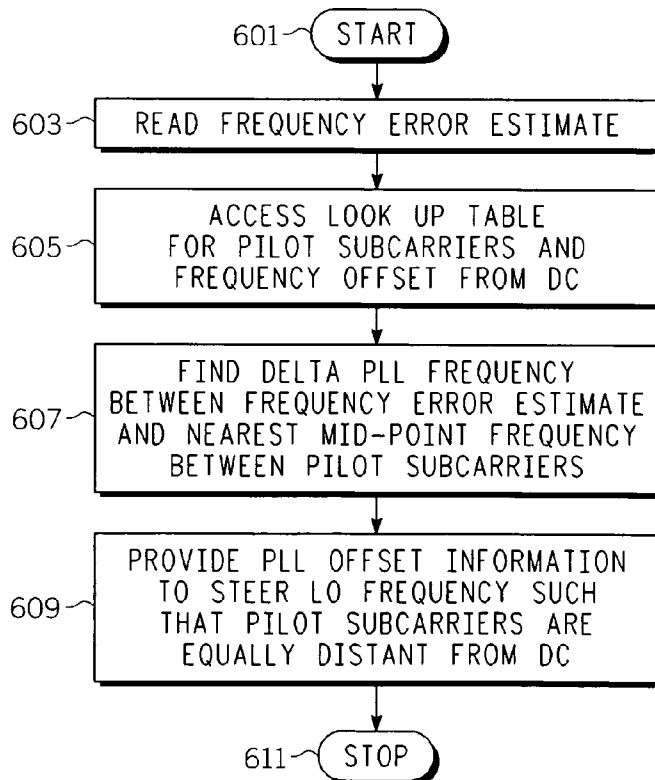 601 START
603 READ FREQUENCY ERROR ESTIMATE
ACCESS LOOK UP TABLE
605 FOR PILOT SUBCARRIERS AND
FREQUENCY OFFSET FROM DC
FIND DELTA PLL FREQUENCY
BETWEEN FREQUENCY ERROR ESTIMATE
607 AND NEAREST MID-POINT FREQUENCY
BETWEEN PILOT SUBCARRIERS
PROVIDE PLL OFFSET INFORMATION
TO STEER LO FREQUENCY SUCH
609 THAT PILOT SUBCARRIERS ARE
EQUALLY DISTANT FROM DC
611 STOP